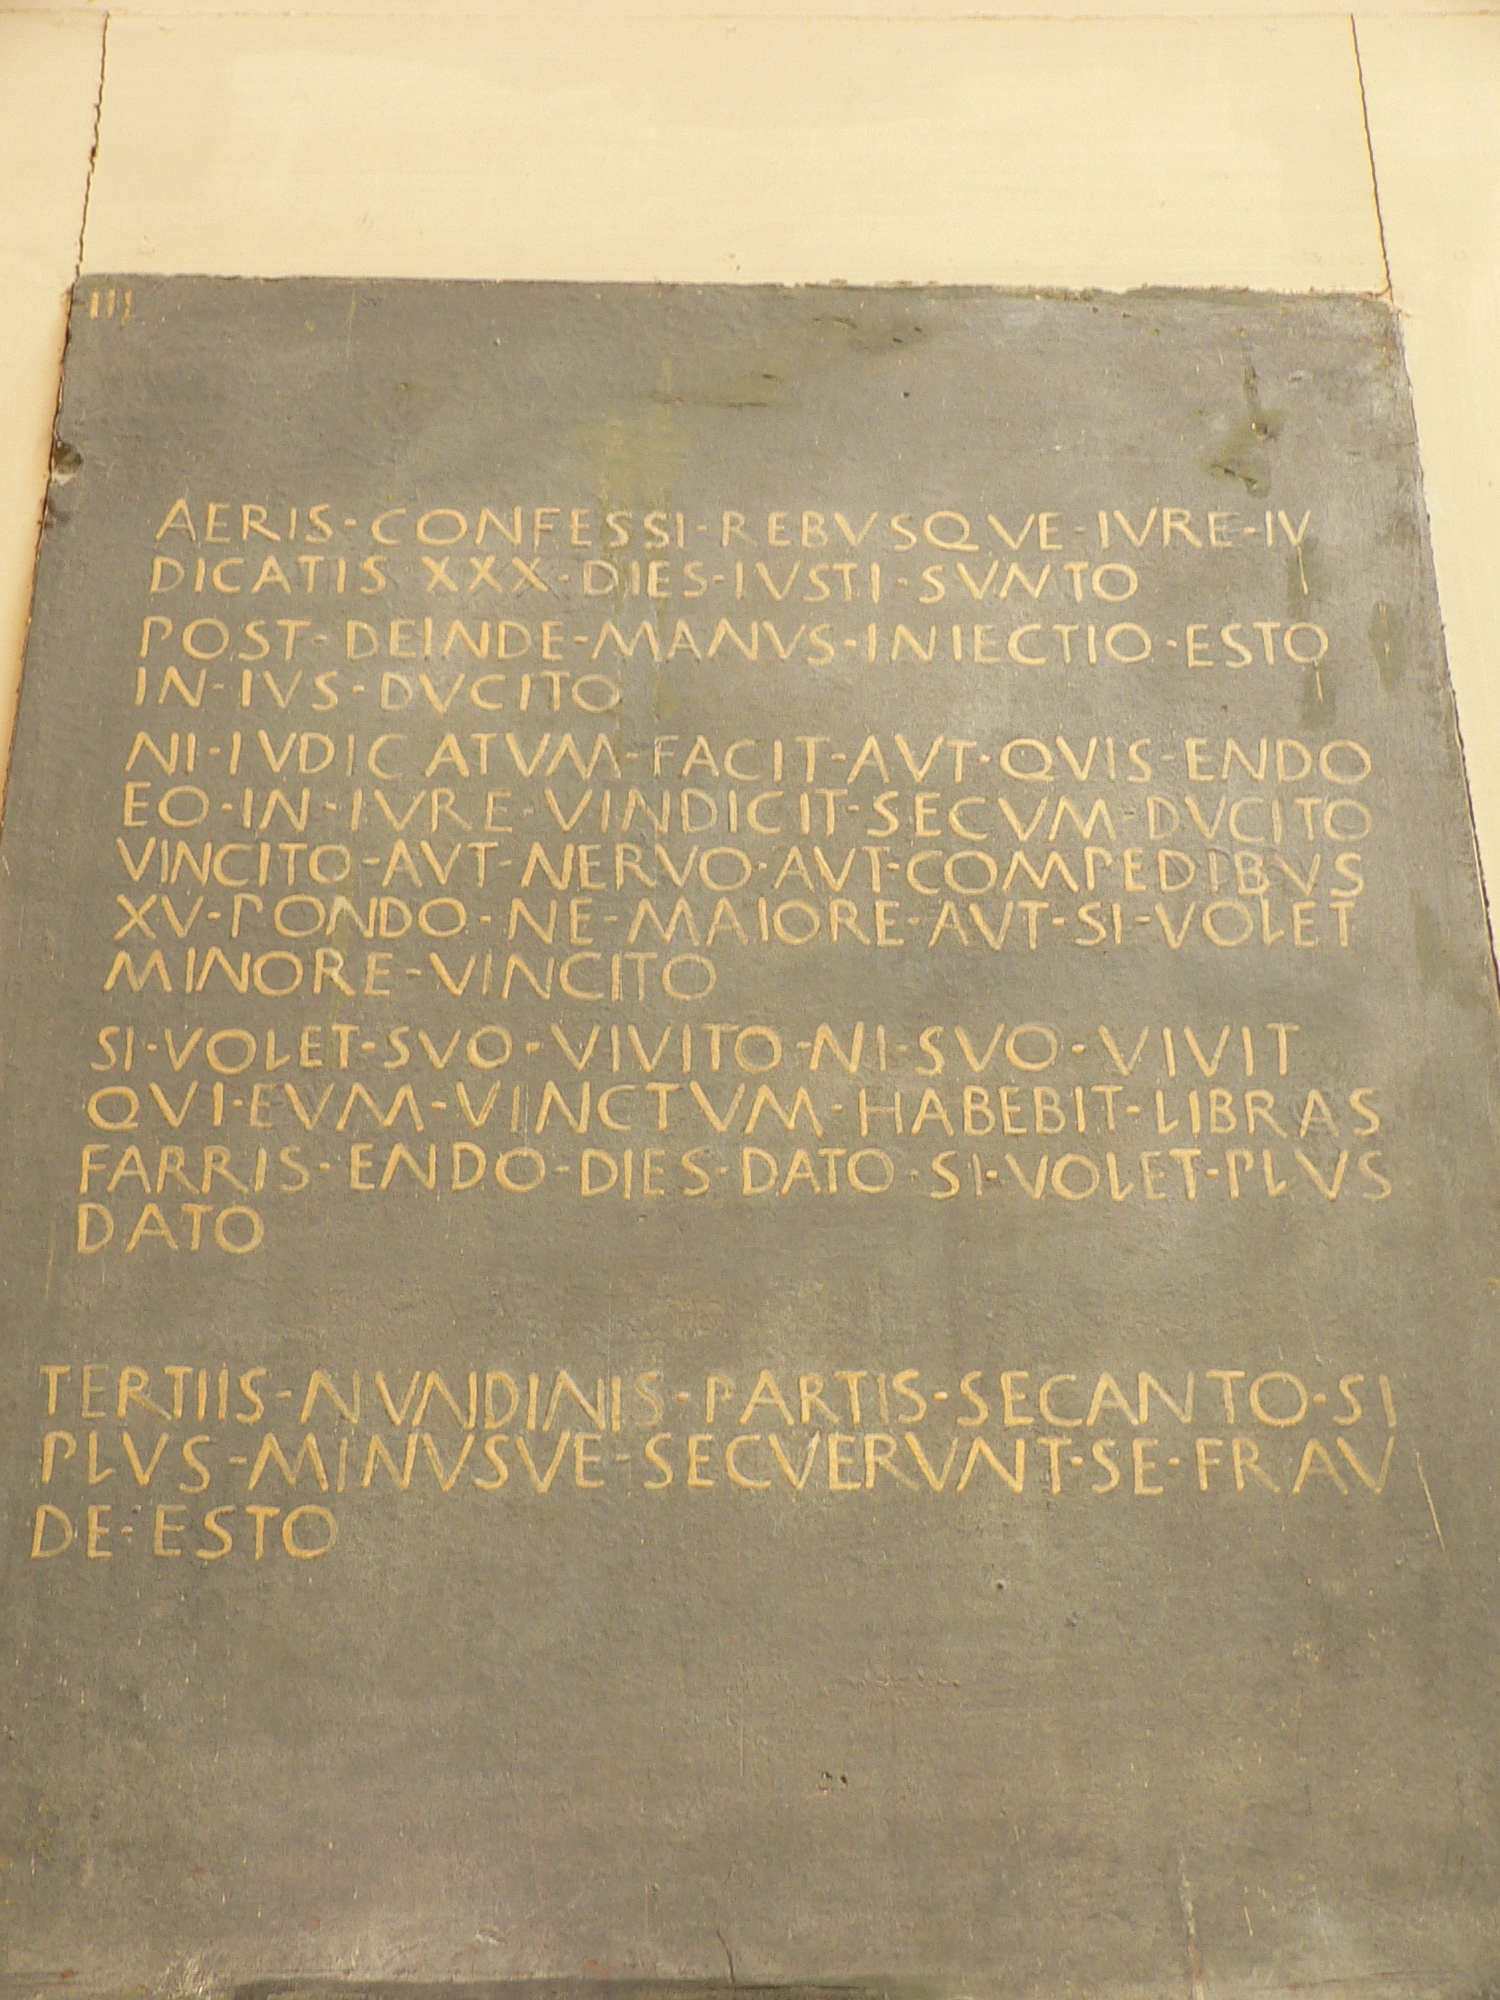 III
AERIS·CONFESSI·REBVSQVE·IVRE·IV
DICATIS·XXX·DIES·IVSTI·SVNTO
POST·DEINDE·MANVS·INIECTIO·ESTO
IN·IVS·DVCITO
NI·IVDICATVM·FACIT·AVT·QVIS·ENDO
EO·IN·IVRE·VINDICIT·SECVM·DVCITO
VINCITO·AVT·NERVO·AVT·COMPEDIBVS
XV·PONDO·NE·MAIORE·AVT·SI·VOLET
MINORE·VINCITO
SI·VOLET·SVO·VIVITO·NI·SVO·VIVIT
QVI·EVM·VINCTVM·HABEBIT·LIBRAS
FARRIS·ENDO·DIES·DATO·SI·VOLET·PLVS
DATO
TERTIIS·NVNDINIS·PARTIS·SECANTO·SI
PLVS·MINVSVE·SECVERVNT·SE·FRAV
DE·ESTO